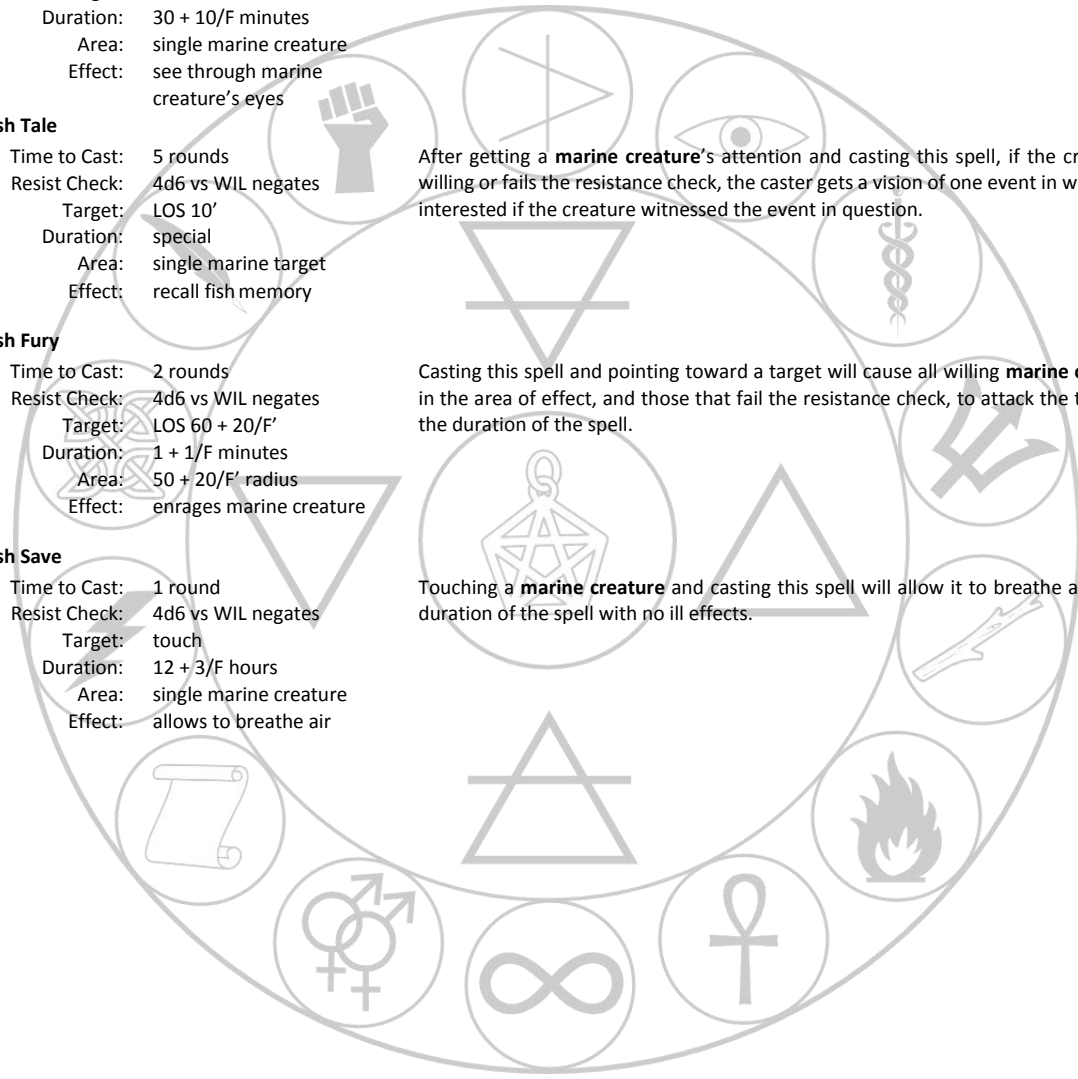 Duration: 30 + 10/F minutes
Area: single marine creature
Effect: see through marine
creature's eyes
sh Tale
Time to Cast: 5 rounds
Resist Check: 4d6 vs WIL negates
Target: LOS 10'
Duration: special
Area: single marine target
Effect: recall fish memory
After getting a marine creature's attention and casting this spell, if the cr
willing or fails the resistance check, the caster gets a vision of one event in w
interested if the creature witnessed the event in question.
sh Fury
Time to Cast: 2 rounds
Resist Check: 4d6 vs WIL negates
Target: LOS 60 + 20/F'
Duration: 1 + 1/F minutes
Area: 50 + 20/F' radius
Effect: enrages marine creature
Casting this spell and pointing toward a target will cause all willing marine c
in the area of effect, and those that fail the resistance check, to attack the t
the duration of the spell.
sh Save
Time to Cast: 1 round
Resist Check: 4d6 vs WIL negates
Target: touch
Duration: 12 + 3/F hours
Area: single marine creature
Effect: allows to breathe air
Touching a marine creature and casting this spell will allow it to breathe a
duration of the spell with no ill effects.